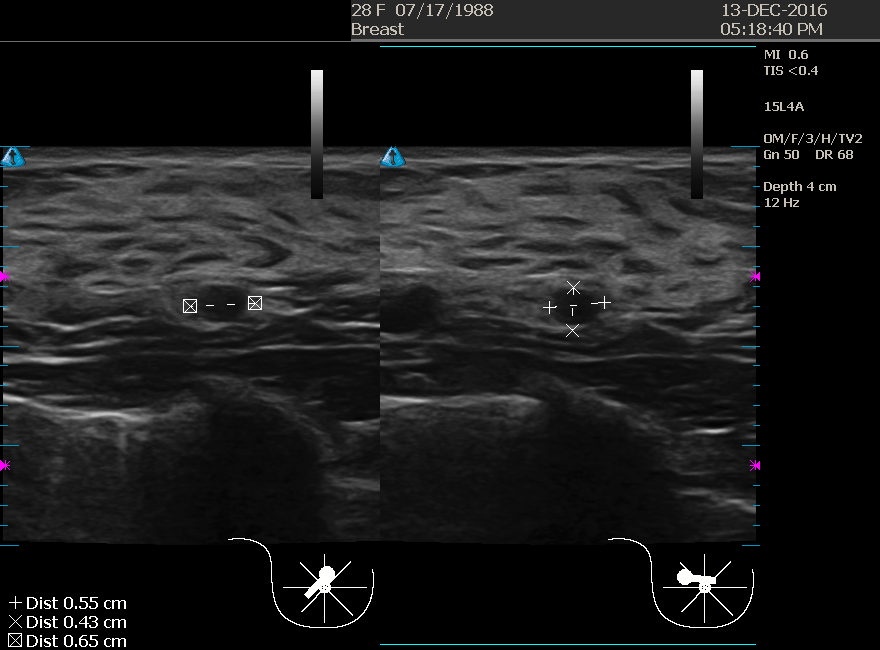 28 F 07/17/1988
13-DEC-2016
Breast
05:18:40 PM
MI 0.6
TIS <0.4
15L4A
OM/F/3/H/TV2
Gn 50 DR 68
Depth 4 cm
12 Hz
Dist 0.55 cm
Dist 0.43 cm
Dist 0.65 cm